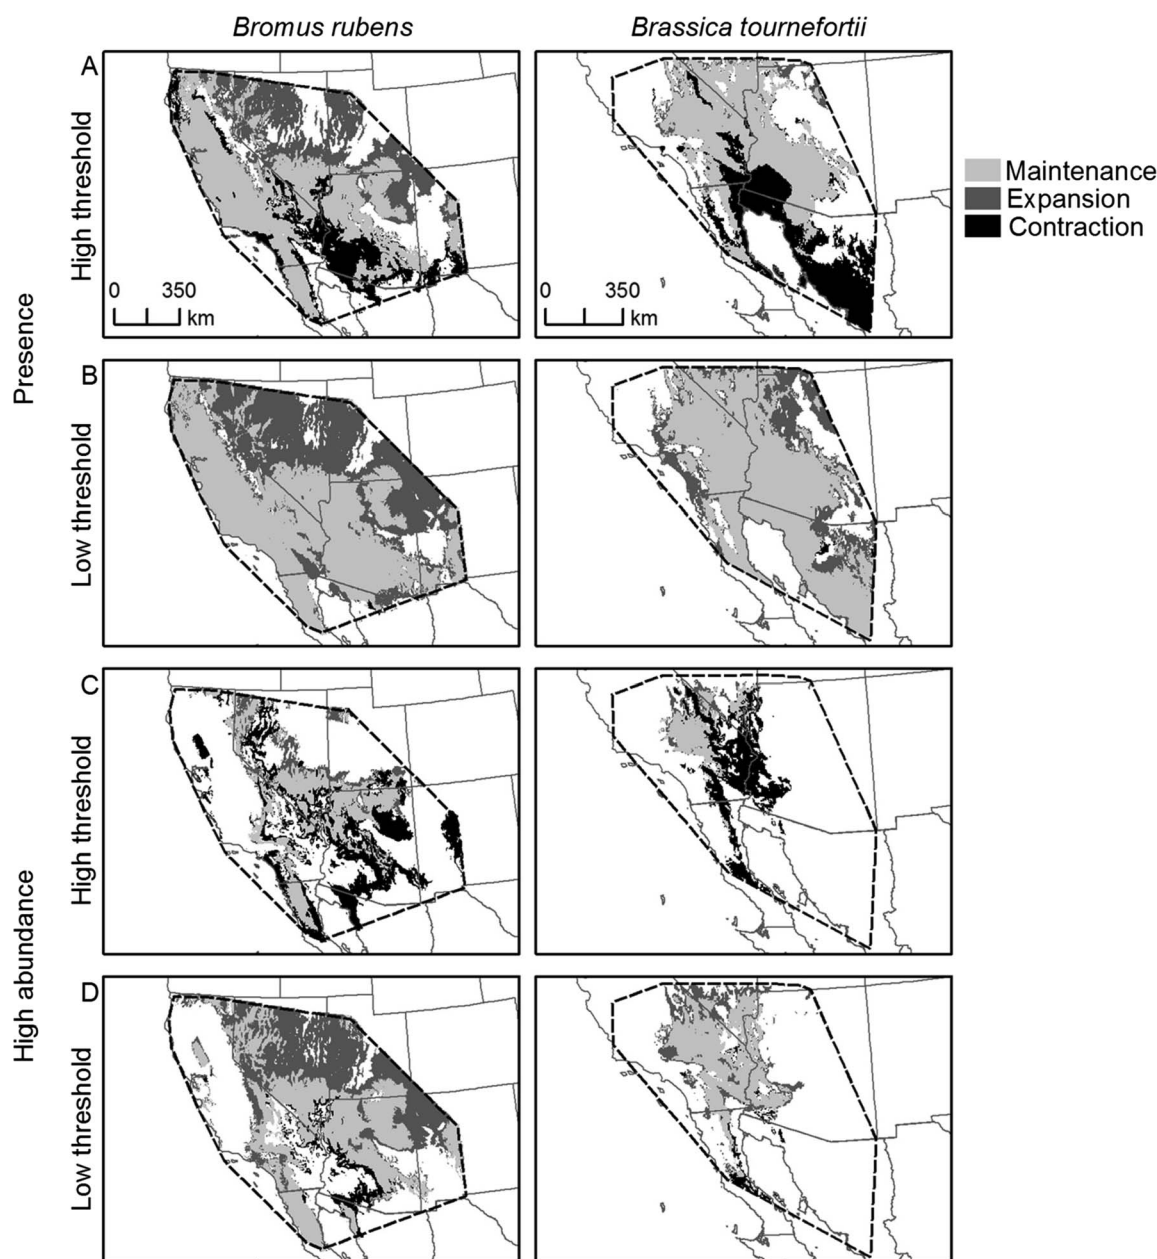 Bromus rubens
Brassica tournefortii
Presence
A
High threshold
0 350
km
0 350
km
Maintenance
Expansion
Contraction
B
Low threshold
High abundance
C
High threshold
D
Low threshold